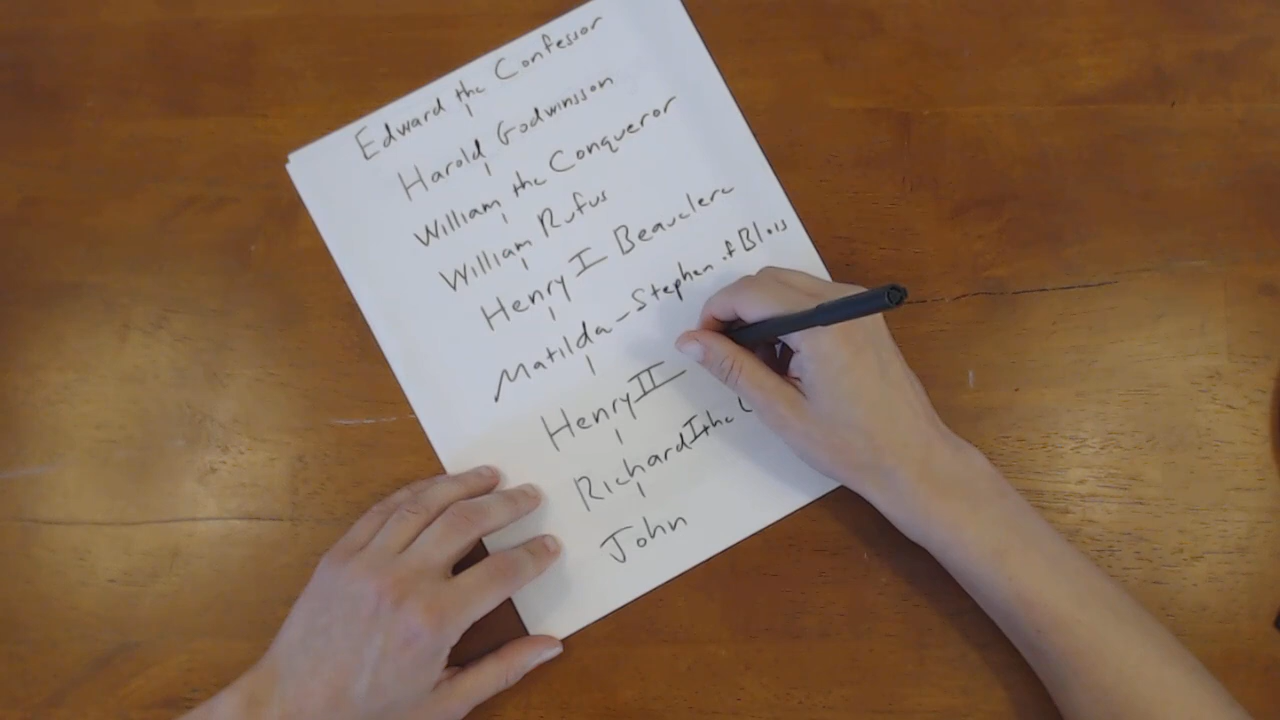 Edward the Confessor
Harold Godwinsson
William the Conqueror
William Rufus
Henry I Beauclerc
Matilda - Stephen of Blois
Henry II
Richard I the
John